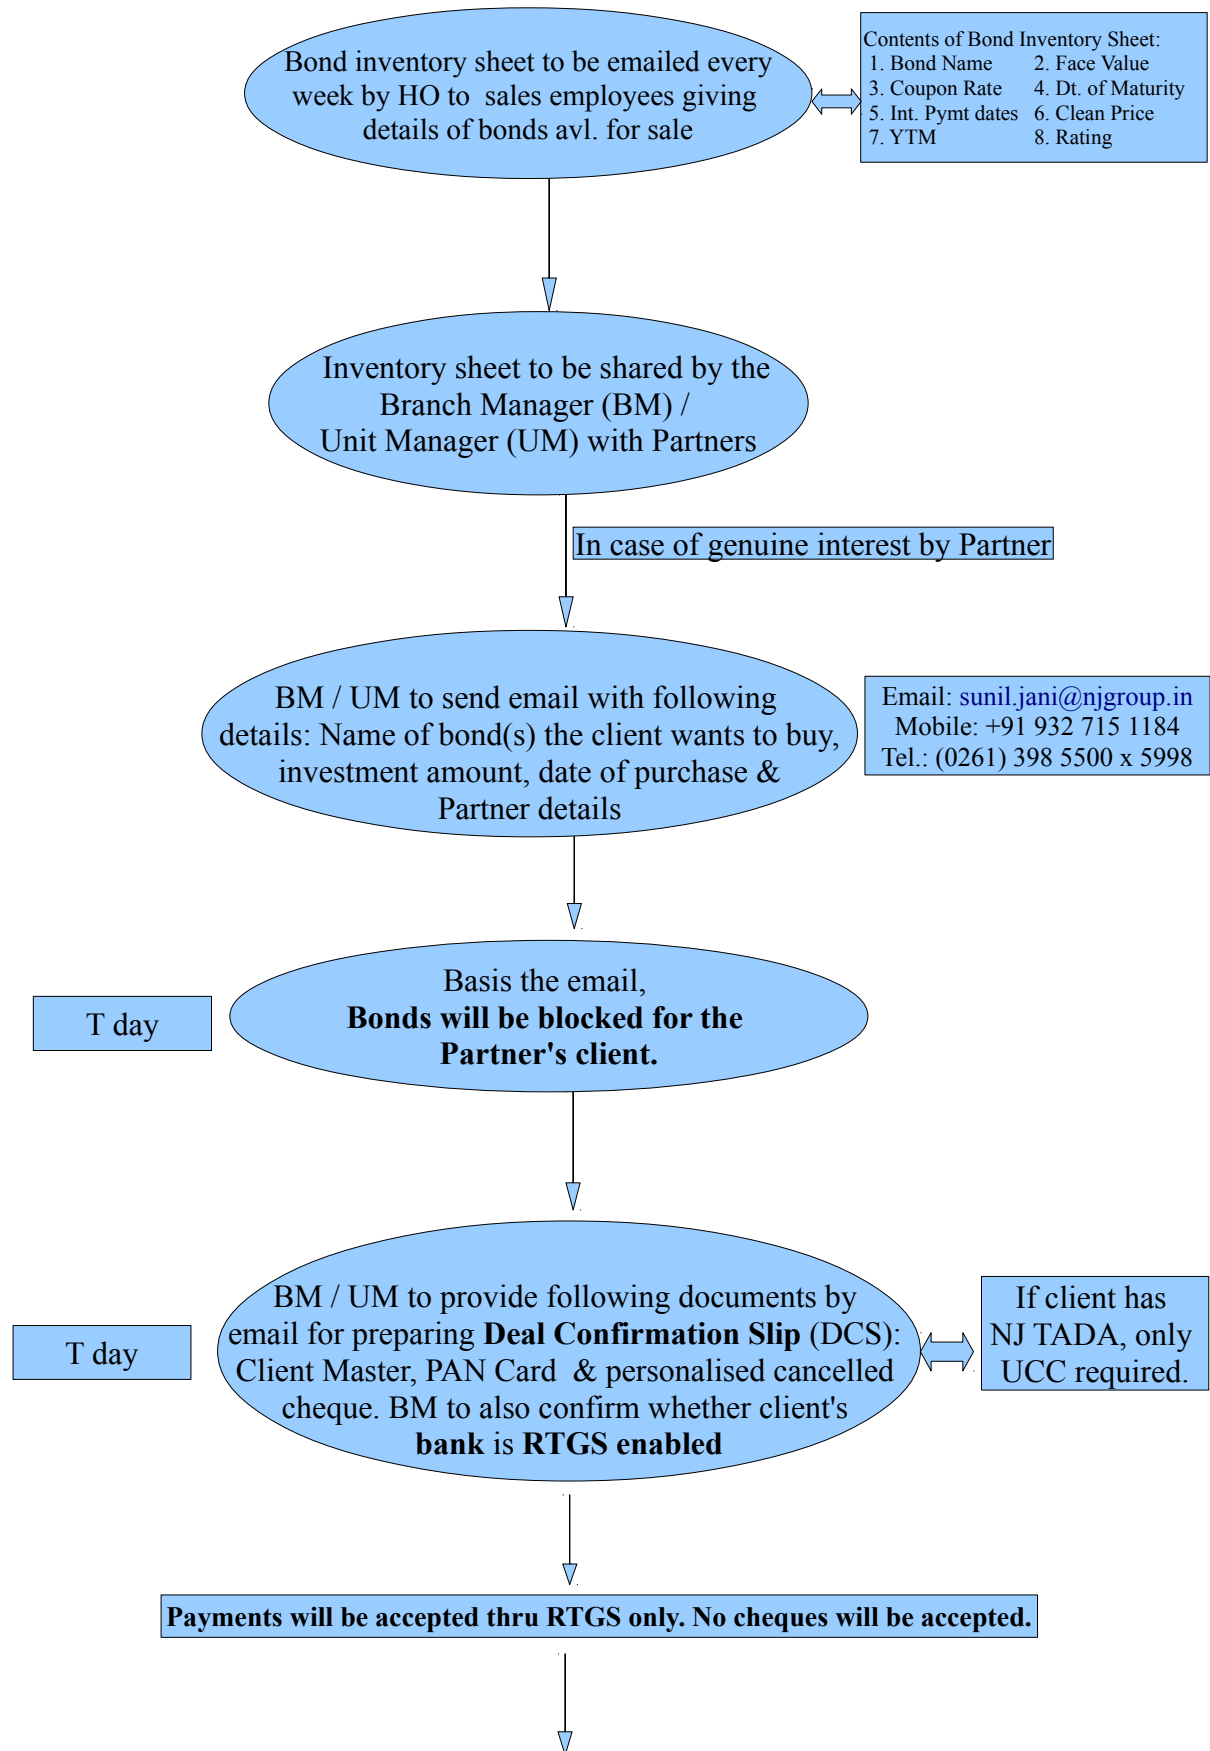 Bond inventory sheet to be emailed every
week by HO to sales employees giving
details of bonds avl. for sale
Contents of Bond Inventory Sheet:
1. Bond Name 2. Face Value
3. Coupon Rate 4. Dt. of Maturity
5. Int. Pymt dates 6. Clean Price
7. YTM 8. Rating
Inventory sheet to be shared by the
Branch Manager (BM) /
Unit Manager (UM) with Partners
In case of genuine interest by Partner
BM / UM to send email with following
details: Name of bond(s) the client wants to buy,
investment amount, date of purchase &
Partner details
Email: sunil.jani@njgroup.in
Mobile: +91 932 715 1184
Tel.: (0261) 398 5500 x 5998
T day
Basis the email,
Bonds will be blocked for the
Partner's client.
T day
BM / UM to provide following documents by
email for preparing Deal Confirmation Slip (DCS):
Client Master, PAN Card & personalised cancelled
cheque. BM to also confirm whether client's
bank is RTGS enabled
If client has
NJ TADA, only
UCC required.
Payments will be accepted thru RTGS only. No cheques will be accepted.